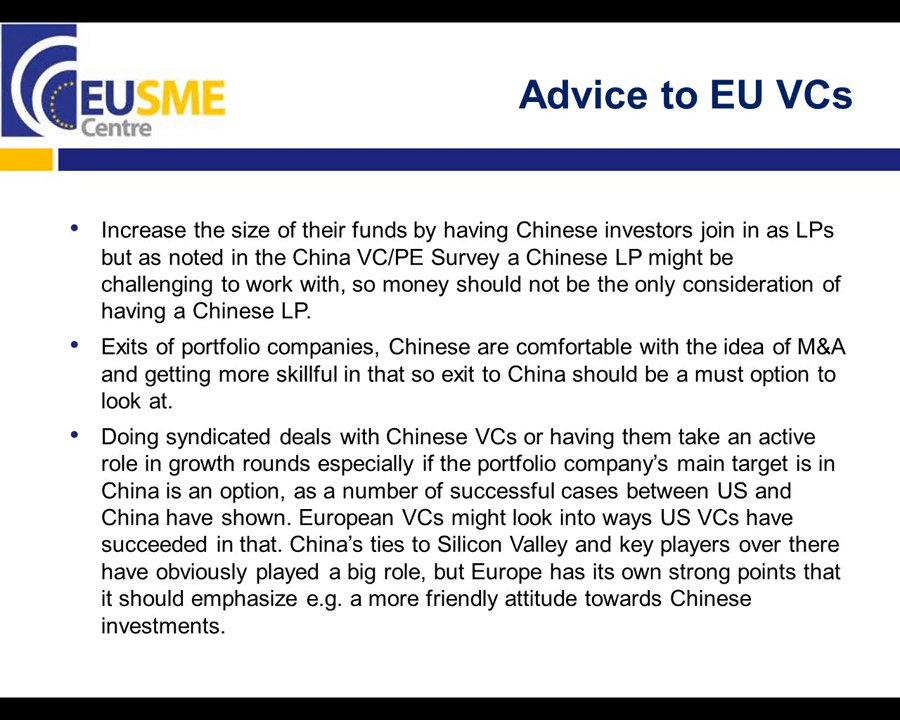 EUSME
Centre
Advice to EU VCs
• Increase the size of their funds by having Chinese investors join in as LPs
but as noted in the China VC/PE Survey a Chinese LP might be
challenging to work with, so money should not be the only consideration of
having a Chinese LP.
• Exits of portfolio companies, Chinese are comfortable with the idea of M&A
and getting more skillful in that so exit to China should be a must option to
look at.
• Doing syndicated deals with Chinese VCs or having them take an active
role in growth rounds especially if the portfolio company’s main target is in
China is an option, as a number of successful cases between US and
China have shown. European VCs might look into ways US VCs have
succeeded in that. China’s ties to Silicon Valley and key players over there
have obviously played a big role, but Europe has its own strong points that
it should emphasize e.g. a more friendly attitude towards Chinese
investments.